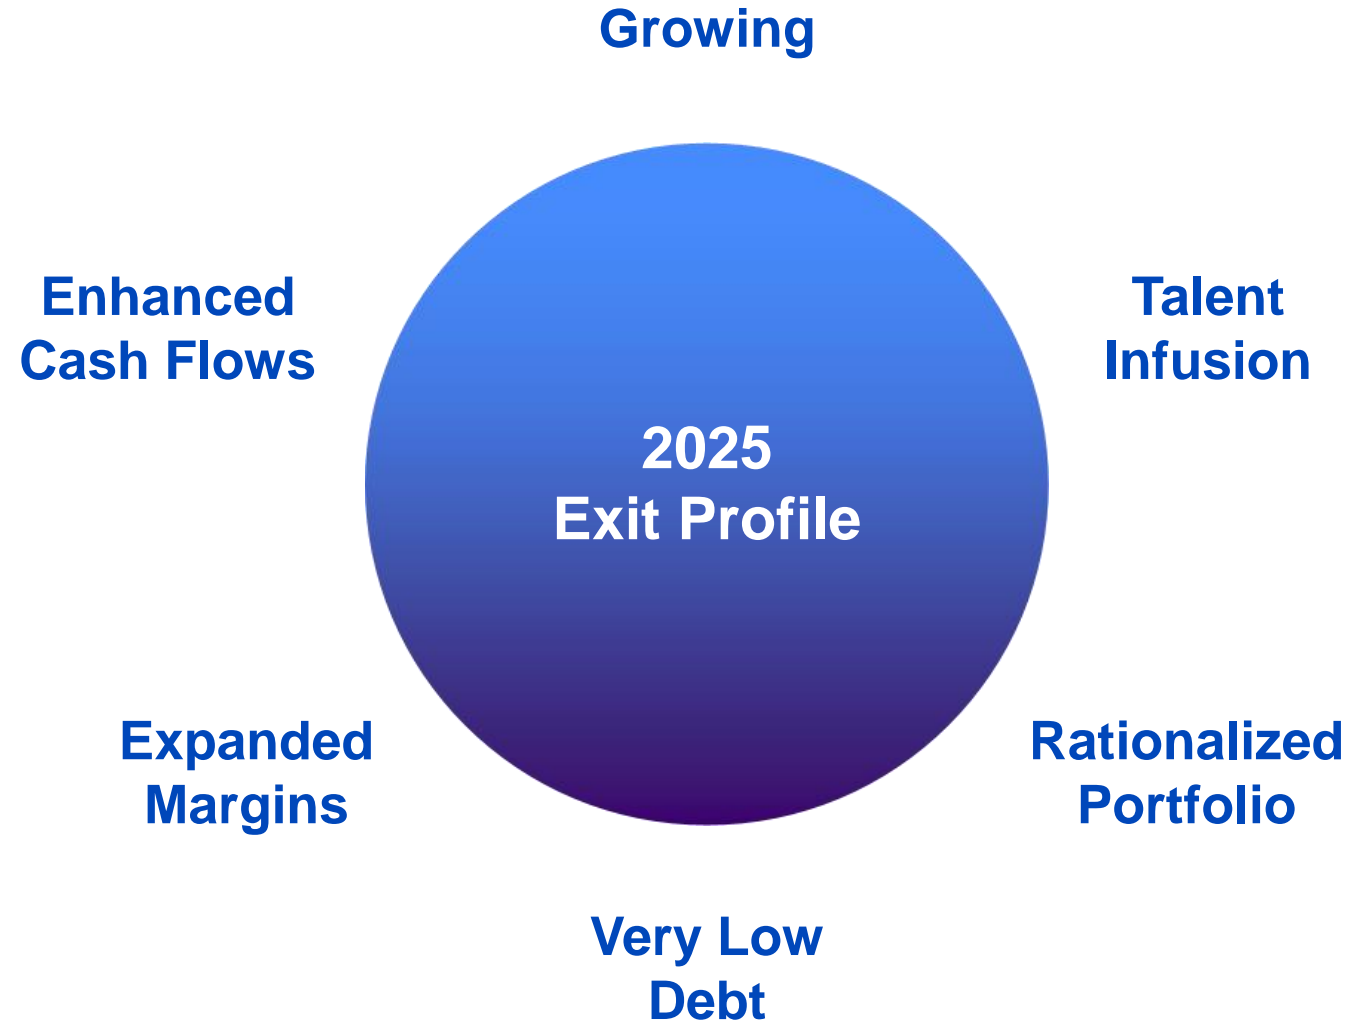 Growing
Enhanced
Cash Flows
Talent
Infusion
2025
Exit Profile
Expanded
Margins
Rationalized
Portfolio
Very Low
Debt